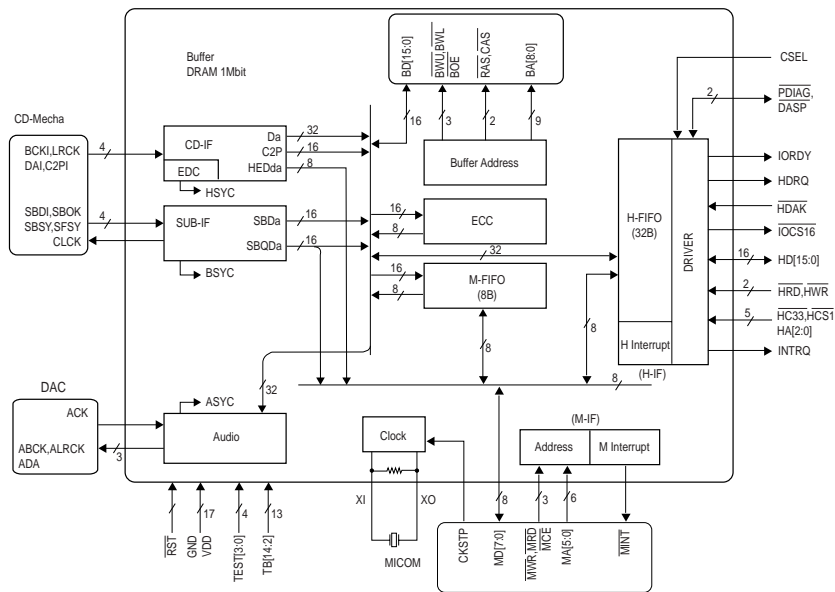 Buffer
DRAM 1Mbit
BD[15:0]
BWU,BWL
BOE
RAS,CAS
BA[8:0]
16
3
2
9
Buffer Address
CD-Mecha
BCKI,LRCK
DAI,C2PI
4
CD-IF
EDC
HSYC
Da
32
C2P
16
HEDda
8
SBDI,SBOK
SBSY,SFSY
CLCK
4
SUB-IF
BSYC
SBDa
16
SBQDa
16
16
8
ECC
32
16
8
M-FIFO
(8B)
8
8
H-FIFO
(32B)
DRIVER
H Interrupt
(H-IF)
8
CSEL
2
PDIAG,
DASP
IORDY
HDRQ
HDAK
IOCS16
16
HD[15:0]
2
HRD,HWR
5
HC33,HCS1
HA[2:0]
INTRQ
DAC
ACK
ABCK,ALRCK
ADA
3
ASYC
32
Audio
Clock
XI
XO
MICOM
(M-IF)
Address
M Interrupt
RST
GND
VDD
17
TEST[3:0]
4
TB[14:2]
13
8
3
6
CKSTP
MD[7:0]
MWR,MRD
MCE
MA[5:0]
MINT